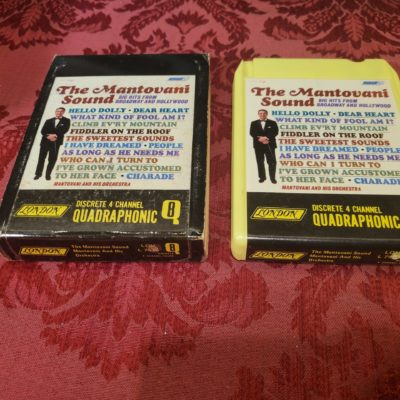 The Mantovani
Sound BIG HITS FROM
BROADWAY AND HOLLYWOOD
HELLO DOLLY • DEAR HEART
WHAT KIND OF FOOL AM I?
CLIMB EV'RY MOUNTAIN
FIDDLER ON THE ROOF
THE SWEETEST SOUNDS
I HAVE DREAMED • PEOPLE
AS LONG AS HE NEEDS ME
WHO CAN I TURN TO
I'VE GROWN ACCUSTOMED
TO HER FACE • CHARADE
MANTOVANI AND HIS ORCHESTRA
LONDON
DISCRETE 4 CHANNEL
QUADRAPHONIC Q8
LONDON
The Mantovani Sound
Mantovani And His
Orchestra
The Mantovani
Sound BIG HITS FROM
BROADWAY AND HOLLYWOOD
HELLO DOLLY • DEAR HEART
WHAT KIND OF FOOL AM I?
CLIMB EV'RY MOUNTAIN
FIDDLER ON THE ROOF
THE SWEETEST SOUNDS
I HAVE DREAMED • PEOPLE
AS LONG AS HE NEEDS ME
WHO CAN I TURN TO
I'VE GROWN ACCUSTOMED
TO HER FACE • CHARADE
MANTOVANI AND HIS ORCHESTRA
LONDON
DISCRETE 4 CHANNEL
QUADRAPHONIC
LONDON
The Mantovani Sound
Mantovani And His
Orchestra